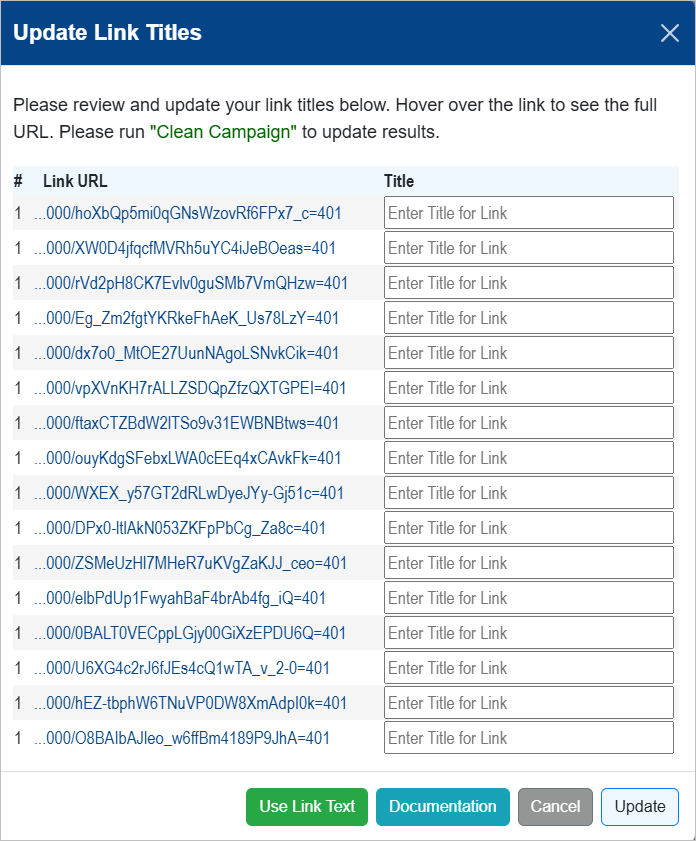 Update Link Titles
Please review and update your link titles below. Hover over the link to see the full
URL. Please run "Clean Campaign" to update results.
# Link URL Title
1 ...000/hoXbQp5mi0qGNsWzovRf6FPx7_c=401 Enter Title for Link
1 ...000/XW0D4jfqcfMVRh5uYC4iJeBOeas=401 Enter Title for Link
1 ...000/rVd2pH8CK7Evlv0guSMb7VmQHzw=401 Enter Title for Link
1 ...000/Eg_Zm2fgtYKRkeFhAeK_Us78LzY=401 Enter Title for Link
1 ...000/dx7o0_MtOE27UunNAgoLSNvkCik=401 Enter Title for Link
1 ...000/vpXVnKH7rALLZSDQpZfzQXTGPEI=401 Enter Title for Link
1 ...000/ftaxCTZBdW2lTSo9v31EWBNBtws=401 Enter Title for Link
1 ...000/ouyKdgSFebxLWA0cEEq4xCAvkFk=401 Enter Title for Link
1 ...000/WXEX_y57GT2dRLwDyeJYy-Gj51c=401 Enter Title for Link
1 ...000/DPx0-ltlAkN053ZKFpPbCg_Za8c=401 Enter Title for Link
1 ...000/ZSMeUzHl7MHeR7uKVgZaKJJ_ceo=401 Enter Title for Link
1 ...000/elbPdUp1FwyahBaF4brAb4fg_iQ=401 Enter Title for Link
1 ...000/0BALT0VECppLGjy00GiXzEPDU6Q=401 Enter Title for Link
1 ...000/U6XG4c2rJ6fJEs4cQ1wTA_v_2-0=401 Enter Title for Link
1 ...000/hEZ-tbphW6TNuVP0DW8XmAdpI0k=401 Enter Title for Link
1 ...000/O8BAlbAJleo_w6ffBm4189P9JhA=401 Enter Title for Link
Use Link Text Documentation Cancel Update